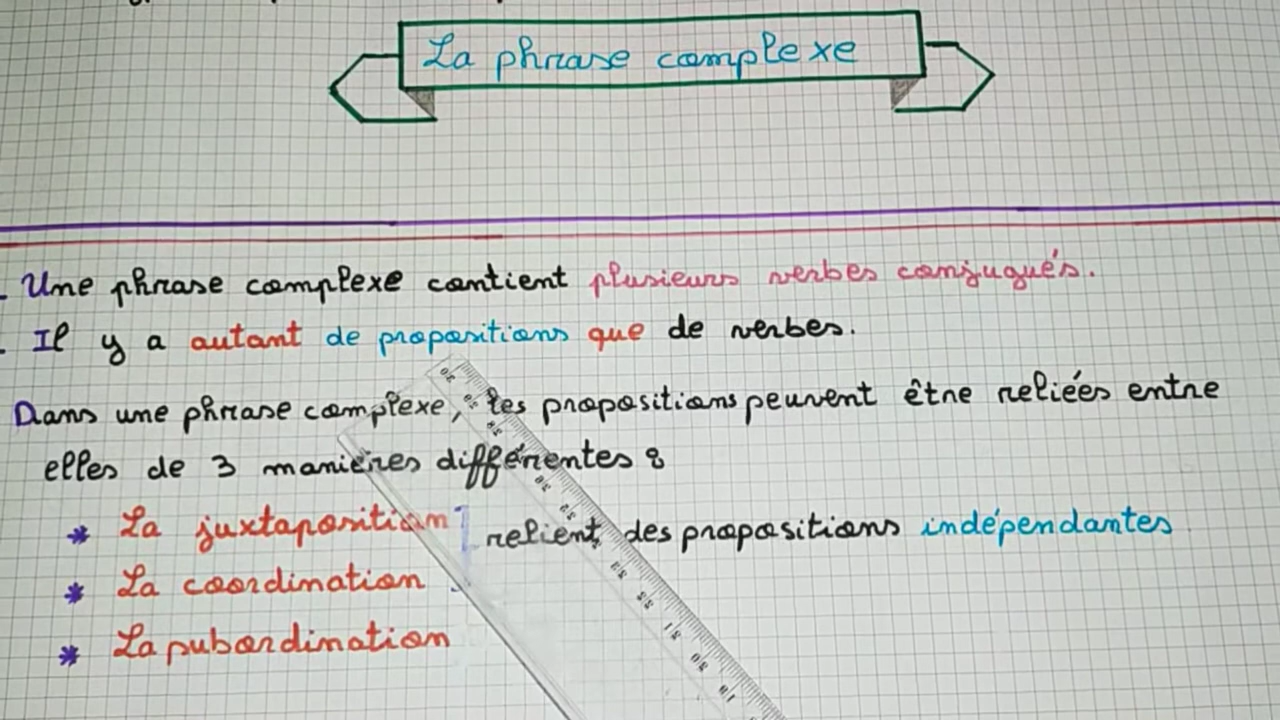 La phrase complexe
- Une phrase complexe contient plusieurs verbes conjugués.
- Il y a autant de propositions que de verbes.
Dans une phrase complexe, les propositions peuvent être reliées entre
elles de 3 manières différentes :
* La juxtaposition
relient des propositions indépendantes
* La coordination
* La subordination